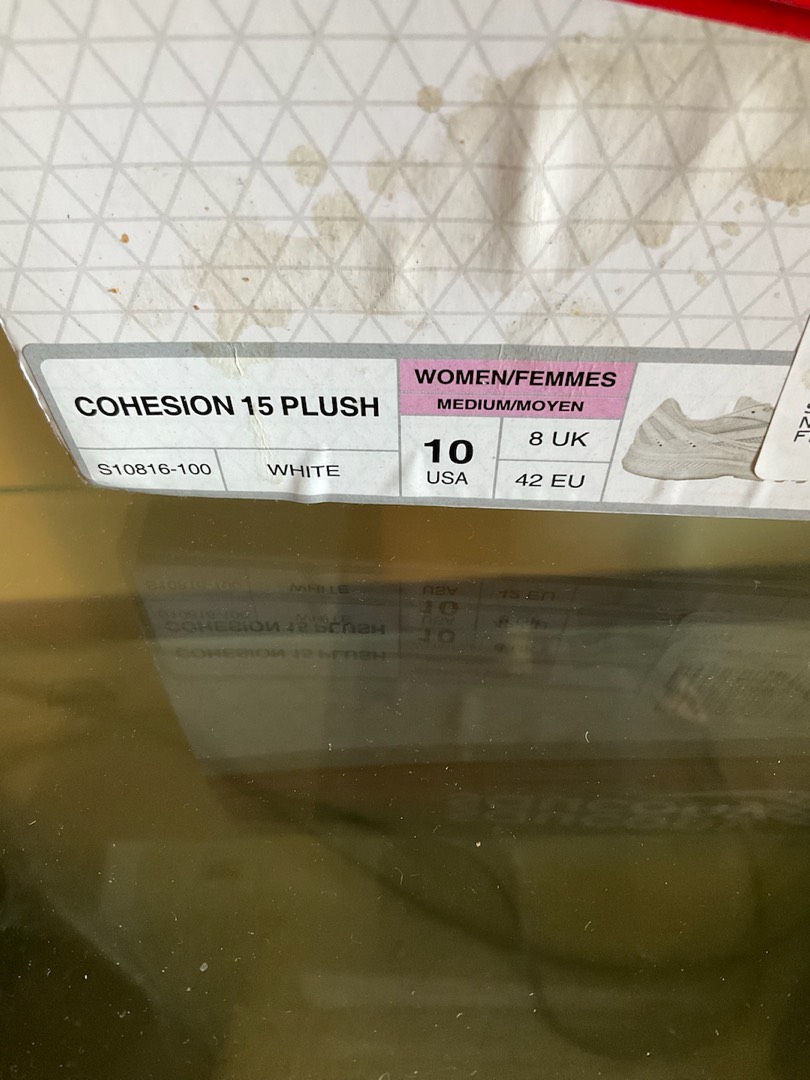 COHESION 15 PLUSH
S10816-100
WHITE
WOMEN/FEMMES
MEDIUM/MOYEN
10
USA
8 UK
42 EU